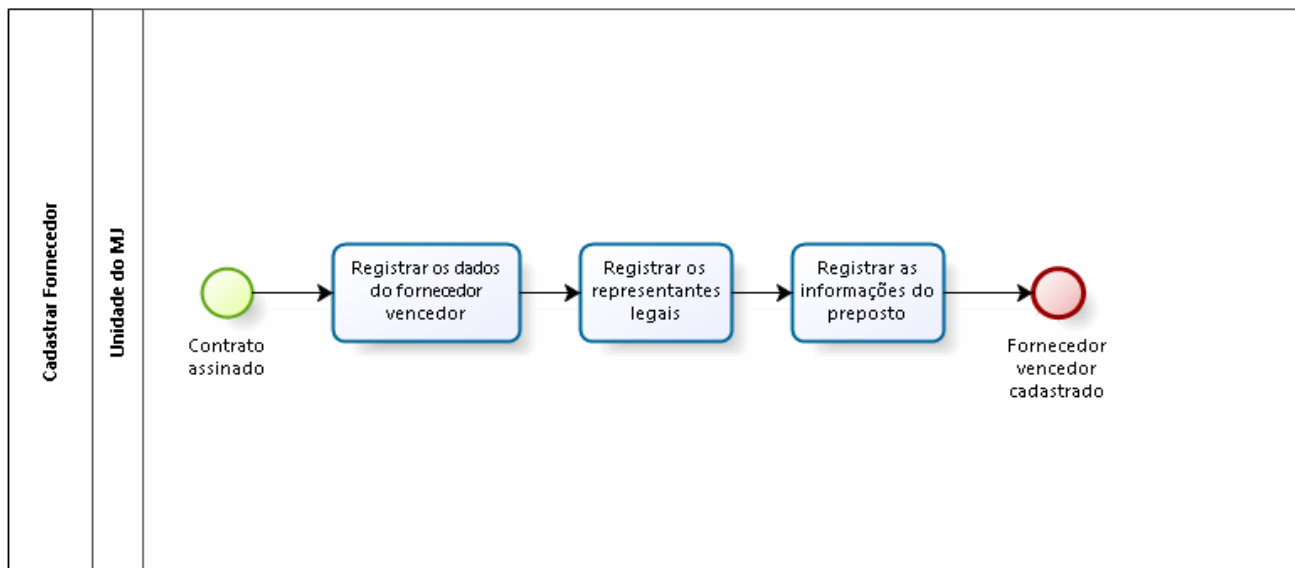 Cadastrar Fornecedor
Unidade do MJ
Contrato
assinado
Registrar os dados
do fornecedor
vencedor
Registrar os
representantes
legais
Registrar as
informações do
preposto
Fornecedor
vencedor
cadastrado